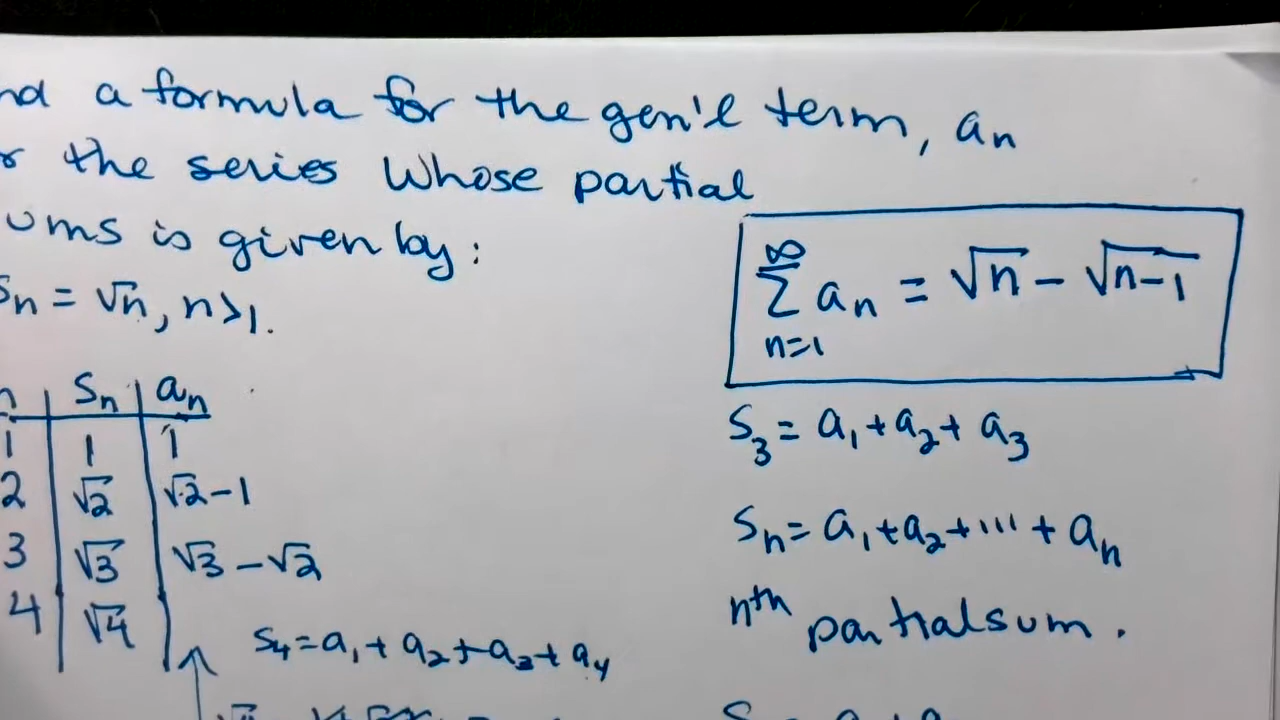 nd a formula for the gen'l term, an
r the series whose partial
ums is given by:
Sn = √n, n>1.
n | Sn | an
1 | 1 | 1
2 | √2 | √2-1
3 | √3 | √3-√2
4 | √4
S4=a1+a2+a3+a4
∞
Σ an = √n - √n-1
n=1
S3=a1+a2+a3
Sn=a1+a2+...+an
nth partial sum.